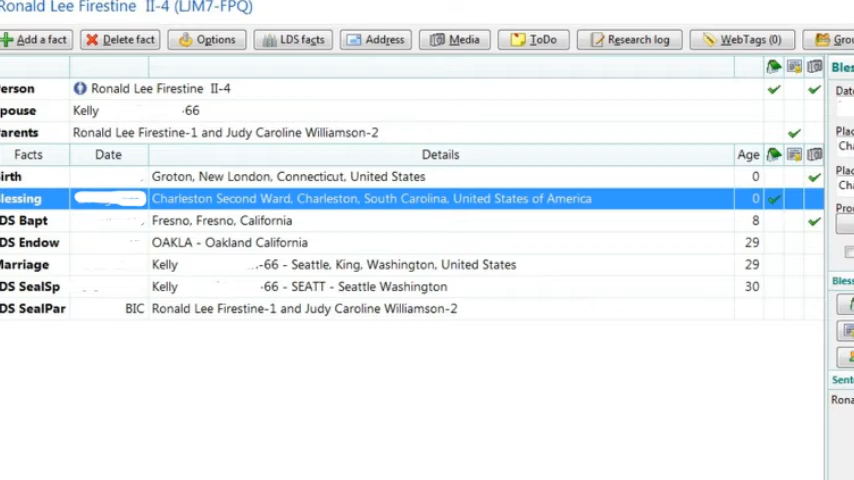 Ronald Lee Firestine II-4 (LJM7-FPQ)
Add a fact Delete fact Options LDS facts Address Media ToDo Research log WebTags (0) Grou
erson Ronald Lee Firestine II-4
pouse Kelly -66
arents Ronald Lee Firestine-1 and Judy Caroline Williamson-2
Facts Date Details Age
irth Groton, New London, Connecticut, United States 0
lessing Charleston Second Ward, Charleston, South Carolina, United States of America 0
DS Bapt Fresno, Fresno, California 8
DS Endow OAKLA - Oakland California 29
arriage Kelly -66 - Seattle, King, Washington, United States 29
DS SealSp Kelly -66 - SEATT - Seattle Washington 30
DS SealPar BIC Ronald Lee Firestine-1 and Judy Caroline Williamson-2
Bles
Date
Plac
Cha
Plac
Cha
Proo
Bless
Sent
Rona